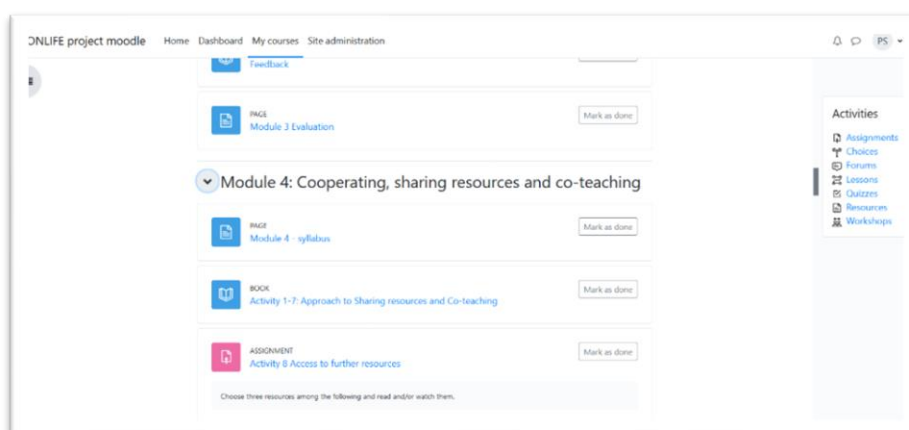 ONLIFE project moodle Home Dashboard My courses Site administration PS
Feedback
PAGE
Module 3 Evaluation
Mark as done
Module 4: Cooperating, sharing resources and co-teaching
PAGE
Module 4 - syllabus
Mark as done
BOOK
Activity 1-7: Approach to Sharing resources and Co-teaching
Mark as done
ASSIGNMENT
Activity 8 Access to further resources
Mark as done
Choose three resources among the following and read and/or watch them.
Activities
Assignments
Choices
Forums
Lessons
Quizzes
Resources
Workshops